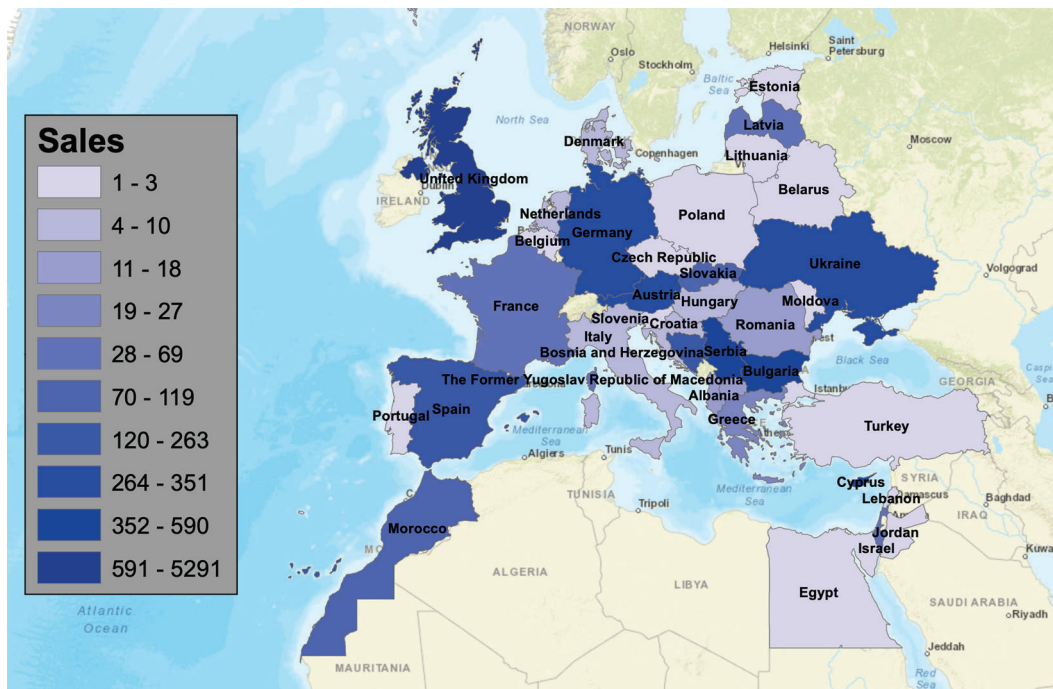 Sales
1 - 3
4 - 10
11 - 18
19 - 27
28 - 69
70 - 119
120 - 263
264 - 351
352 - 590
591 - 5291
NORWAY
Oslo
Stockholm
Helsinki
Saint
Petersburg
Baltic
Sea
Estonia
North Sea
Latvia
Moscow
Denmark
Copenhagen
Lithuania
United Kingdom
Dublin
IRELAND
Belarus
Netherlands
Poland
Germany
Belgium
Czech Republic
Slovakia
Ukraine
Volgograd
Austria
Hungary
Moldova
France
Slovenia
Croatia
Romania
Italy
Bosnia and Herzegovina
Serbia
Black Sea
Bulgaria
GEORGIA
The Former Yugoslav Republic of Macedonia
Istanbul
Albania
Portugal
Spain
Greece
Turkey
Mediterranean
Sea
Algiers
Tunis
Cyprus
SYRIA
Mediterranean
Sea
Lebanon
Damascus
Baghdad
TUNISIA
Tripoli
IRAQ
Morocco
Jordan
Israel
ALGERIA
LIBYA
Egypt
Atlantic
Ocean
SAUDI ARABIA
Riyadh
MAURITANIA
Jeddah
Red
Sea